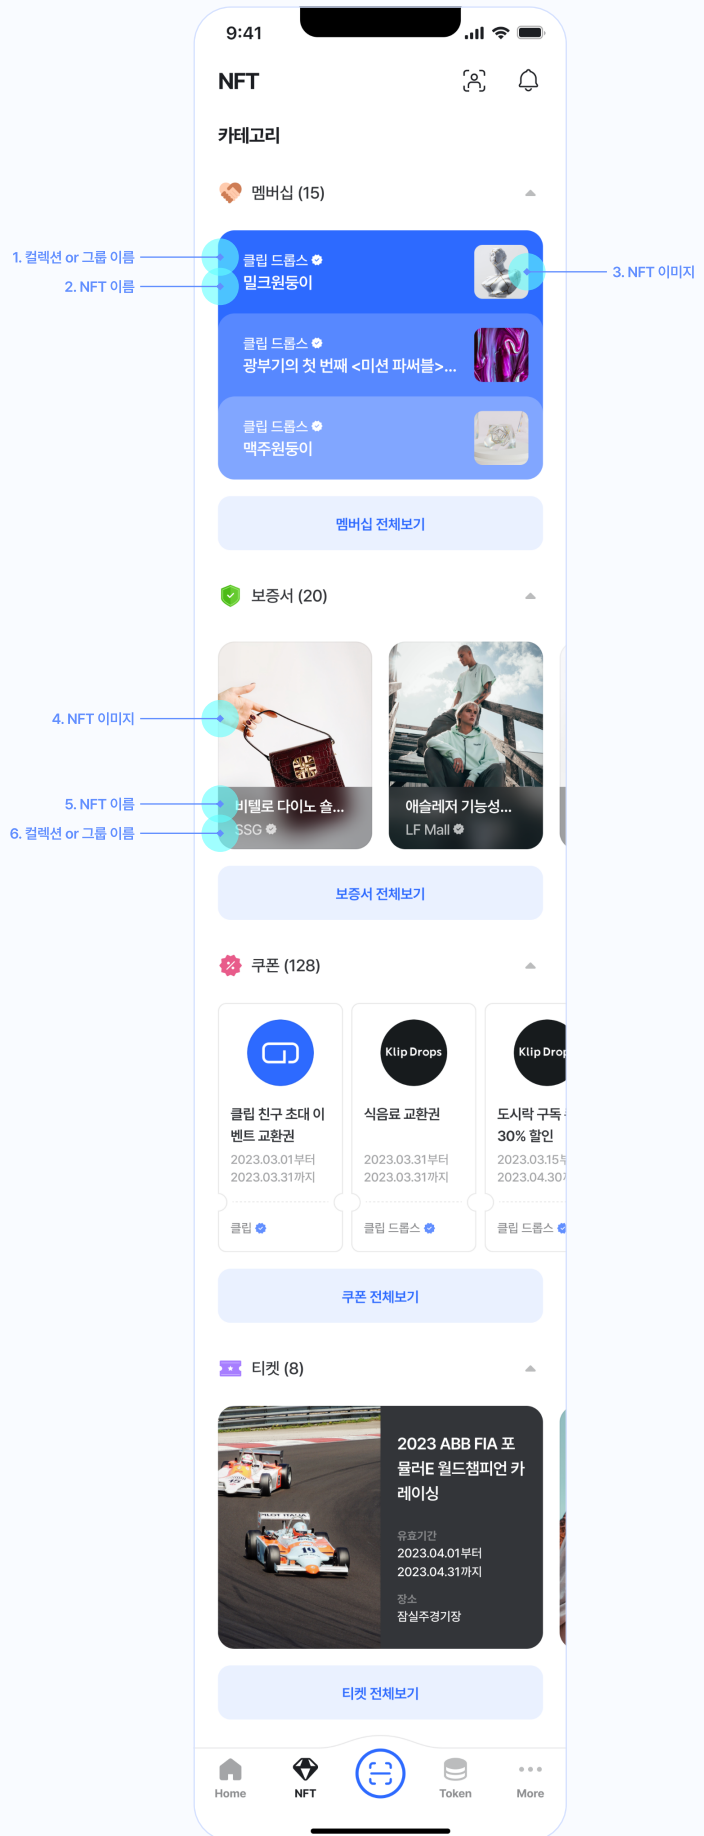 9:41
NFT
카테고리
멤버십 (15)
1. 컬렉션 or 그룹 이름
클립 드롭스
2. NFT 이름
밀크원둥이
3. NFT 이미지
클립 드롭스
광부기의 첫 번째 <미션 파써블>...
클립 드롭스
맥주원둥이
멤버십 전체보기
보증서 (20)
4. NFT 이미지
5. NFT 이름
비텔로 다이노 숄...
6. 컬렉션 or 그룹 이름
SSG
애슬레저 기능성...
LF Mall
보증서 전체보기
쿠폰 (128)
클립 친구 초대 이
벤트 교환권
2023.03.01부터
2023.03.31까지
클립
Klip Drops
식음료 교환권
2023.03.31부터
2023.03.31까지
클립 드롭스
Klip Drop
도시락 구독
30% 할인
2023.03.15부
2023.04.30
클립 드롭스
쿠폰 전체보기
티켓 (8)
PILOT ITALIA
2023 ABB FIA 포
뮬러E 월드챔피언 카
레이싱
유효기간
2023.04.01부터
2023.04.31까지
장소
잠실주경기장
티켓 전체보기
Home
NFT
Token
More